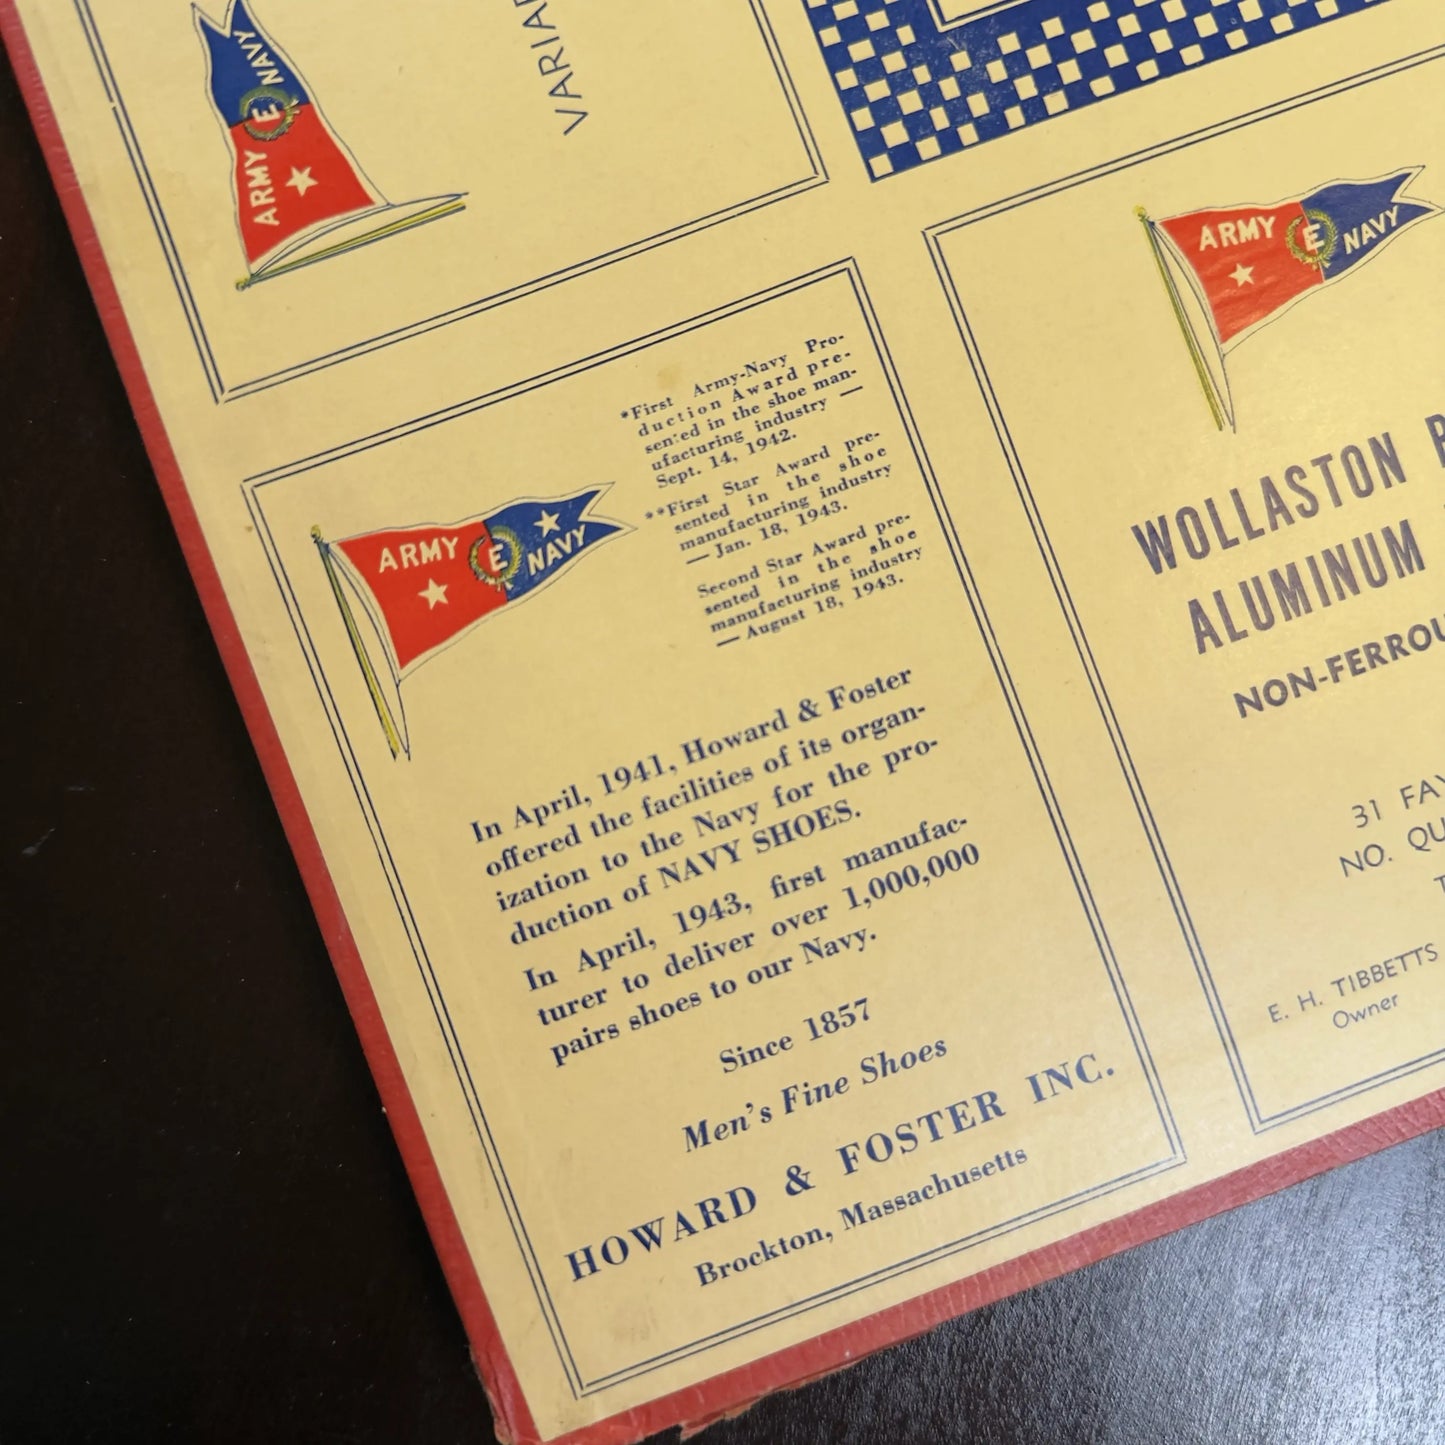 NAVY
E
ARMY
*First Army-Navy Pro-
duction Award pre-
sented in the shoe man-
ufacturing industry —
Sept. 14, 1942.
**First Star Award pre-
sented in the shoe
manufacturing industry
— Jan. 18, 1943.
Second Star Award pre-
sented in the shoe
manufacturing industry
— August 18, 1943.
ARMY E NAVY
In April, 1941, Howard & Foster
offered the facilities of its organ-
ization to the Navy for the pro-
duction of NAVY SHOES.
In April, 1943, first manufac-
turer to deliver over 1,000,000
pairs shoes to our Navy.
Since 1857
Men's Fine Shoes
HOWARD & FOSTER INC.
Brockton, Massachusetts
ARMY E NAVY
WOLLASTON
ALUMINUM
31
NO.
E. H. TIBBETTS
Owner